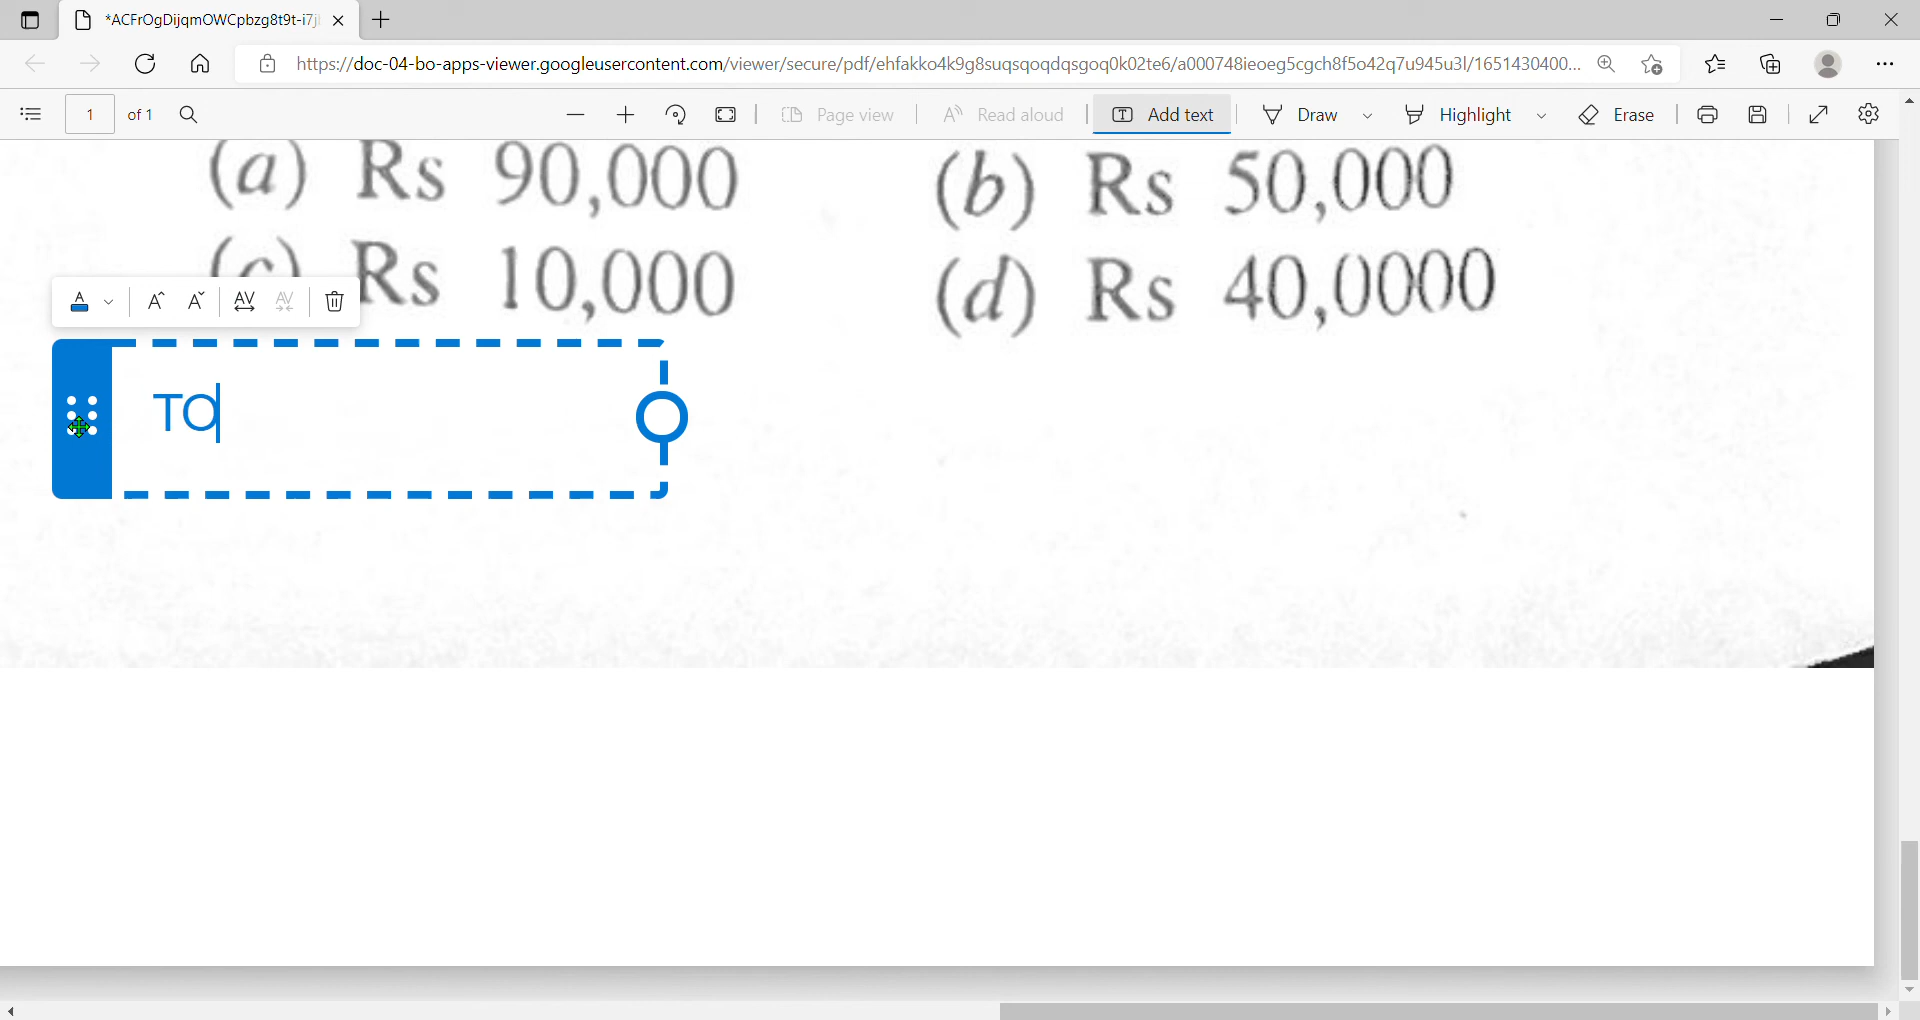 *ACFrOgDijqmOWCpbzg8t9t-i7jl
https://doc-04-bo-apps-viewer.googleusercontent.com/viewer/secure/pdf/ehfakko4k9g8suqsqoqdqsgoq0k02te6/a000748ieoeg5cgch8f5o42q7u945u3l/1651430400...
1 of 1 Page view Read aloud Add text Draw Highlight Erase
(a) Rs 90,000 (b) Rs 50,000
(c) Rs 10,000 (d) Rs 40,0000
TO